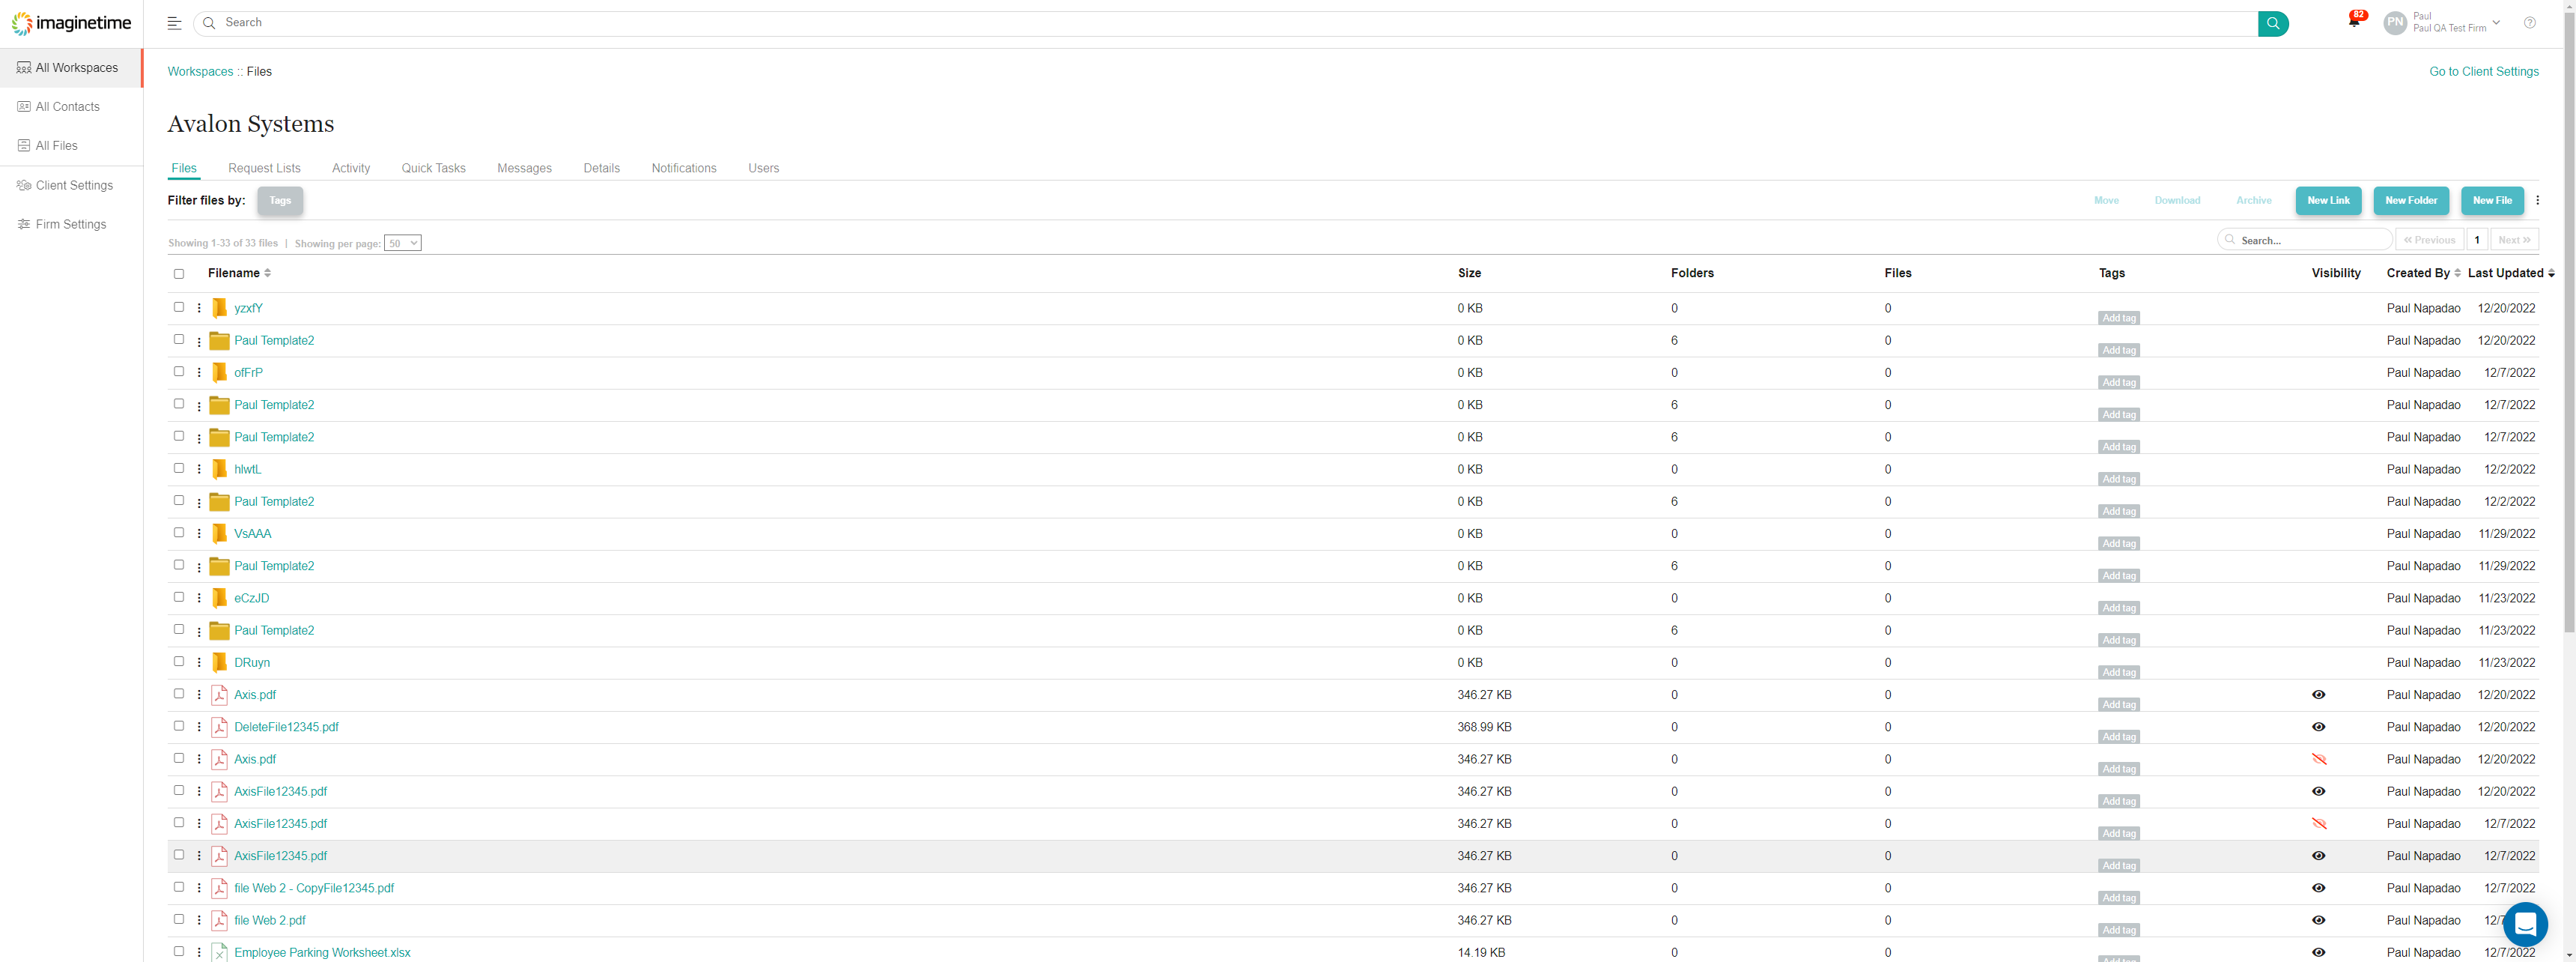 imaginetime
Search
82
PN
Paul
Paul QA Test Firm
All Workspaces
All Contacts
All Files
Client Settings
Firm Settings
Workspaces :: Files
Go to Client Settings
Avalon Systems
Files Request Lists Activity Quick Tasks Messages Details Notifications Users
Filter files by: Tags Move Download Archive New Link New Folder New File
Showing 1-33 of 33 files | Showing per page: 50 Search... « Previous 1 Next »
Filename Size Folders Files Tags Visibility Created By Last Updated
yzxfY 0 KB 0 0 Add tag Paul Napadao 12/20/2022
Paul Template2 0 KB 6 0 Add tag Paul Napadao 12/20/2022
ofFrP 0 KB 0 0 Add tag Paul Napadao 12/7/2022
Paul Template2 0 KB 6 0 Add tag Paul Napadao 12/7/2022
Paul Template2 0 KB 6 0 Add tag Paul Napadao 12/7/2022
hlwtL 0 KB 0 0 Add tag Paul Napadao 12/2/2022
Paul Template2 0 KB 6 0 Add tag Paul Napadao 12/2/2022
VsAAA 0 KB 0 0 Add tag Paul Napadao 11/29/2022
Paul Template2 0 KB 6 0 Add tag Paul Napadao 11/29/2022
eCzJD 0 KB 0 0 Add tag Paul Napadao 11/23/2022
Paul Template2 0 KB 6 0 Add tag Paul Napadao 11/23/2022
DRuyn 0 KB 0 0 Add tag Paul Napadao 11/23/2022
Axis.pdf 346.27 KB 0 0 Add tag Paul Napadao 12/20/2022
DeleteFile12345.pdf 368.99 KB 0 0 Add tag Paul Napadao 12/20/2022
Axis.pdf 346.27 KB 0 0 Add tag Paul Napadao 12/20/2022
AxisFile12345.pdf 346.27 KB 0 0 Add tag Paul Napadao 12/20/2022
AxisFile12345.pdf 346.27 KB 0 0 Add tag Paul Napadao 12/7/2022
AxisFile12345.pdf 346.27 KB 0 0 Add tag Paul Napadao 12/7/2022
file Web 2 - CopyFile12345.pdf 346.27 KB 0 0 Add tag Paul Napadao 12/7/2022
file Web 2.pdf 346.27 KB 0 0 Add tag Paul Napadao 12/7
Employee Parking Worksheet.xlsx 14.19 KB 0 0 Add tag Paul Napadao 12/7/2022